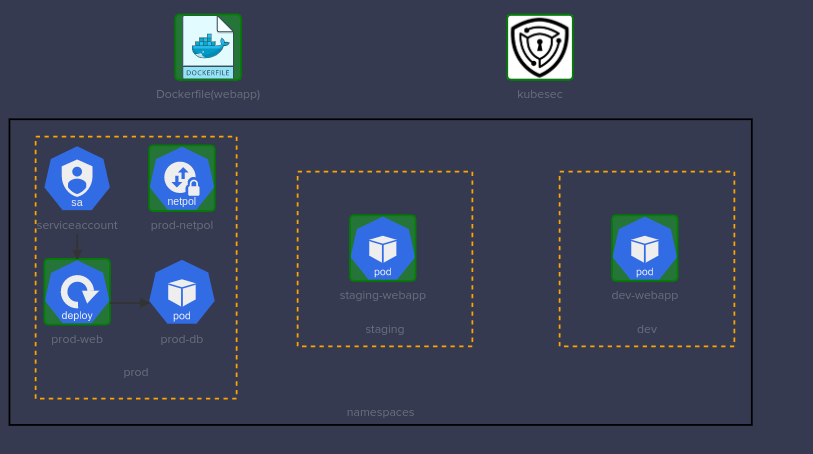 DOCKERFILE
Dockerfile(webapp)
kubesec
sa
serviceaccount
netpol
prod-netpol
deploy
prod-web
pod
prod-db
prod
pod
staging-webapp
staging
pod
dev-webapp
dev
namespaces